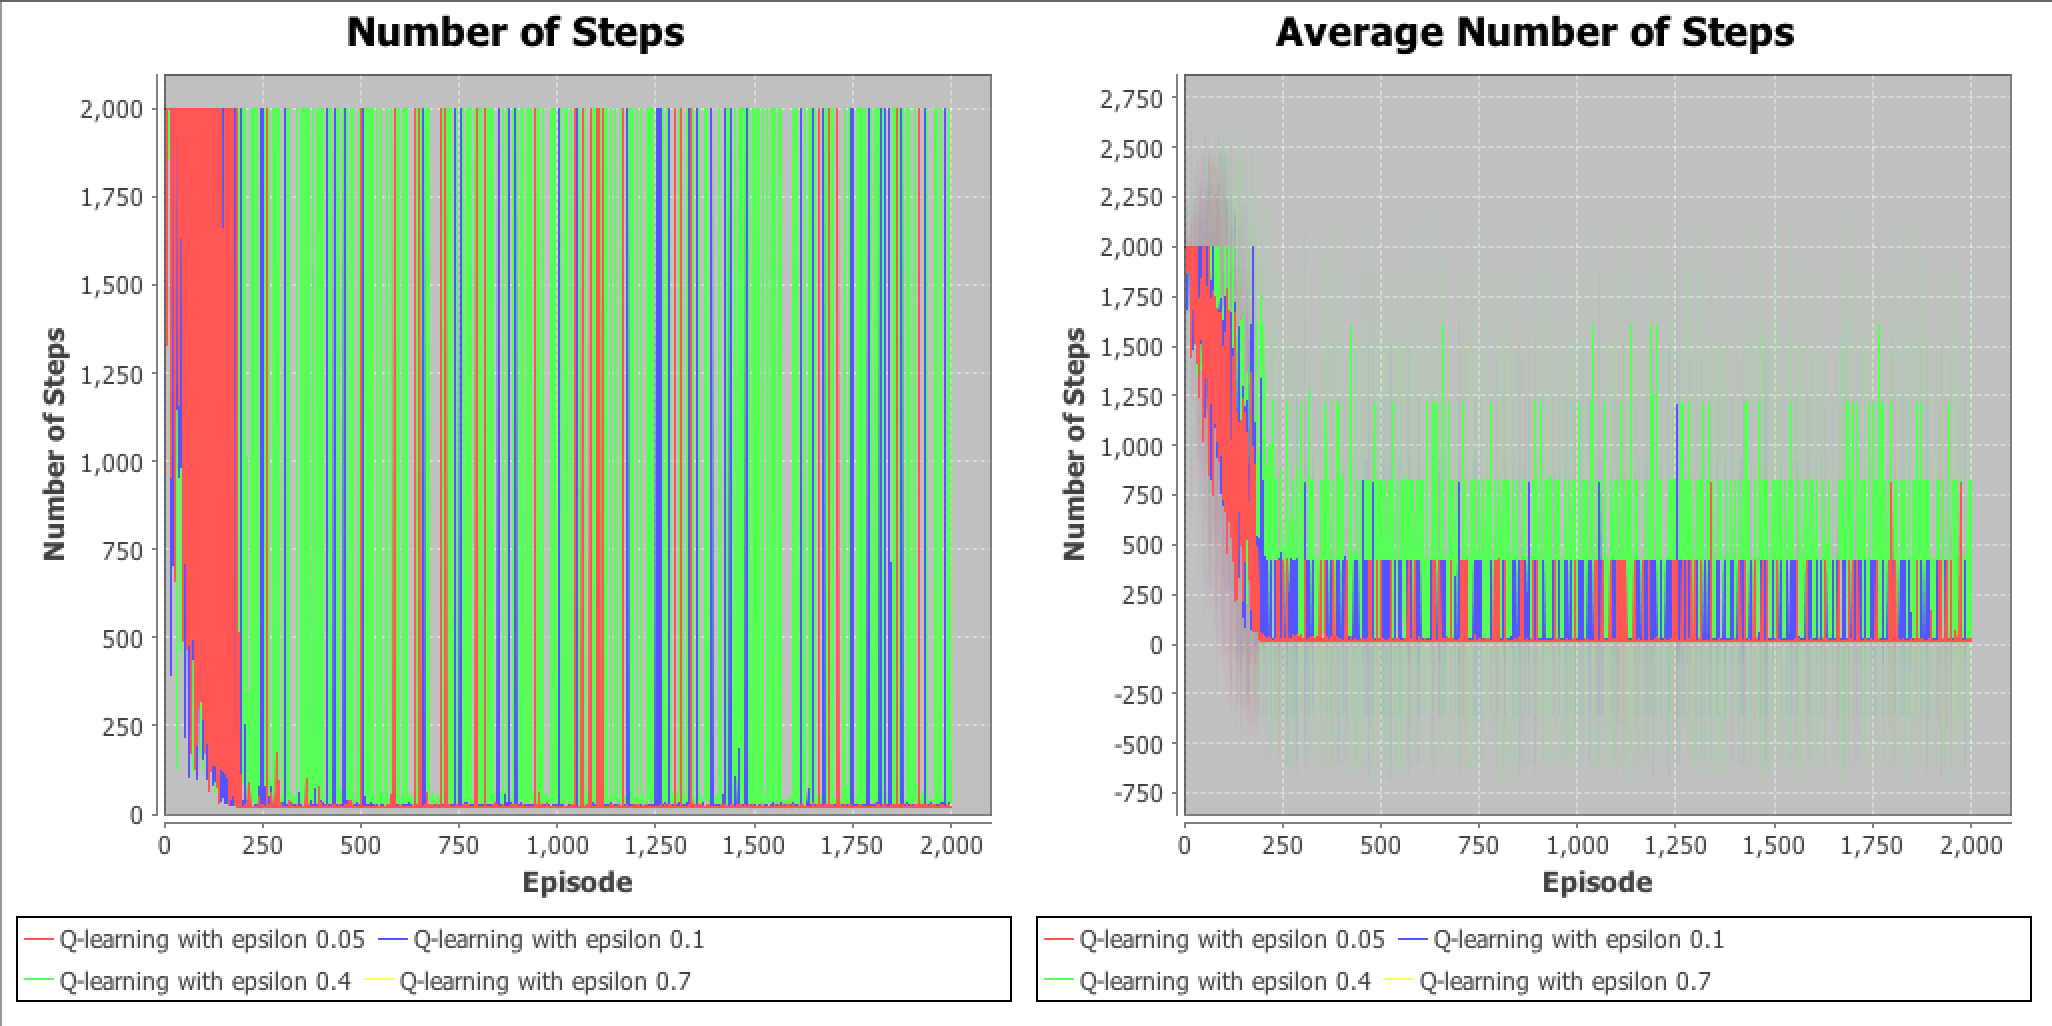 Number of Steps
Number of Steps
2,000
1,750
1,500
1,250
1,000
750
500
250
0
0 250 500 750 1,000 1,250 1,500 1,750 2,000
Episode
Q-learning with epsilon 0.05 Q-learning with epsilon 0.1
Q-learning with epsilon 0.4 Q-learning with epsilon 0.7
Average Number of Steps
Number of Steps
2,750
2,500
2,250
2,000
1,750
1,500
1,250
1,000
750
500
250
0
-250
-500
-750
0 250 500 750 1,000 1,250 1,500 1,750 2,000
Episode
Q-learning with epsilon 0.05 Q-learning with epsilon 0.1
Q-learning with epsilon 0.4 Q-learning with epsilon 0.7